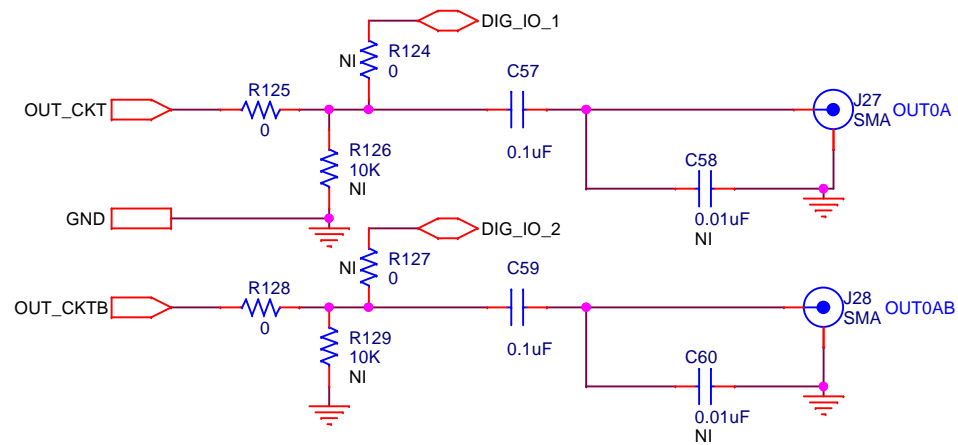 DIG_IO_1
NI
R124
0
C57
R125
OUT_CKT
0
J27
SMA
OUT0A
0.1uF
R126
10K
NI
C58
0.01uF
NI
GND
DIG_IO_2
NI
R127
0
C59
R128
OUT_CKTB
0
J28
SMA
OUT0AB
0.1uF
R129
10K
NI
C60
0.01uF
NI